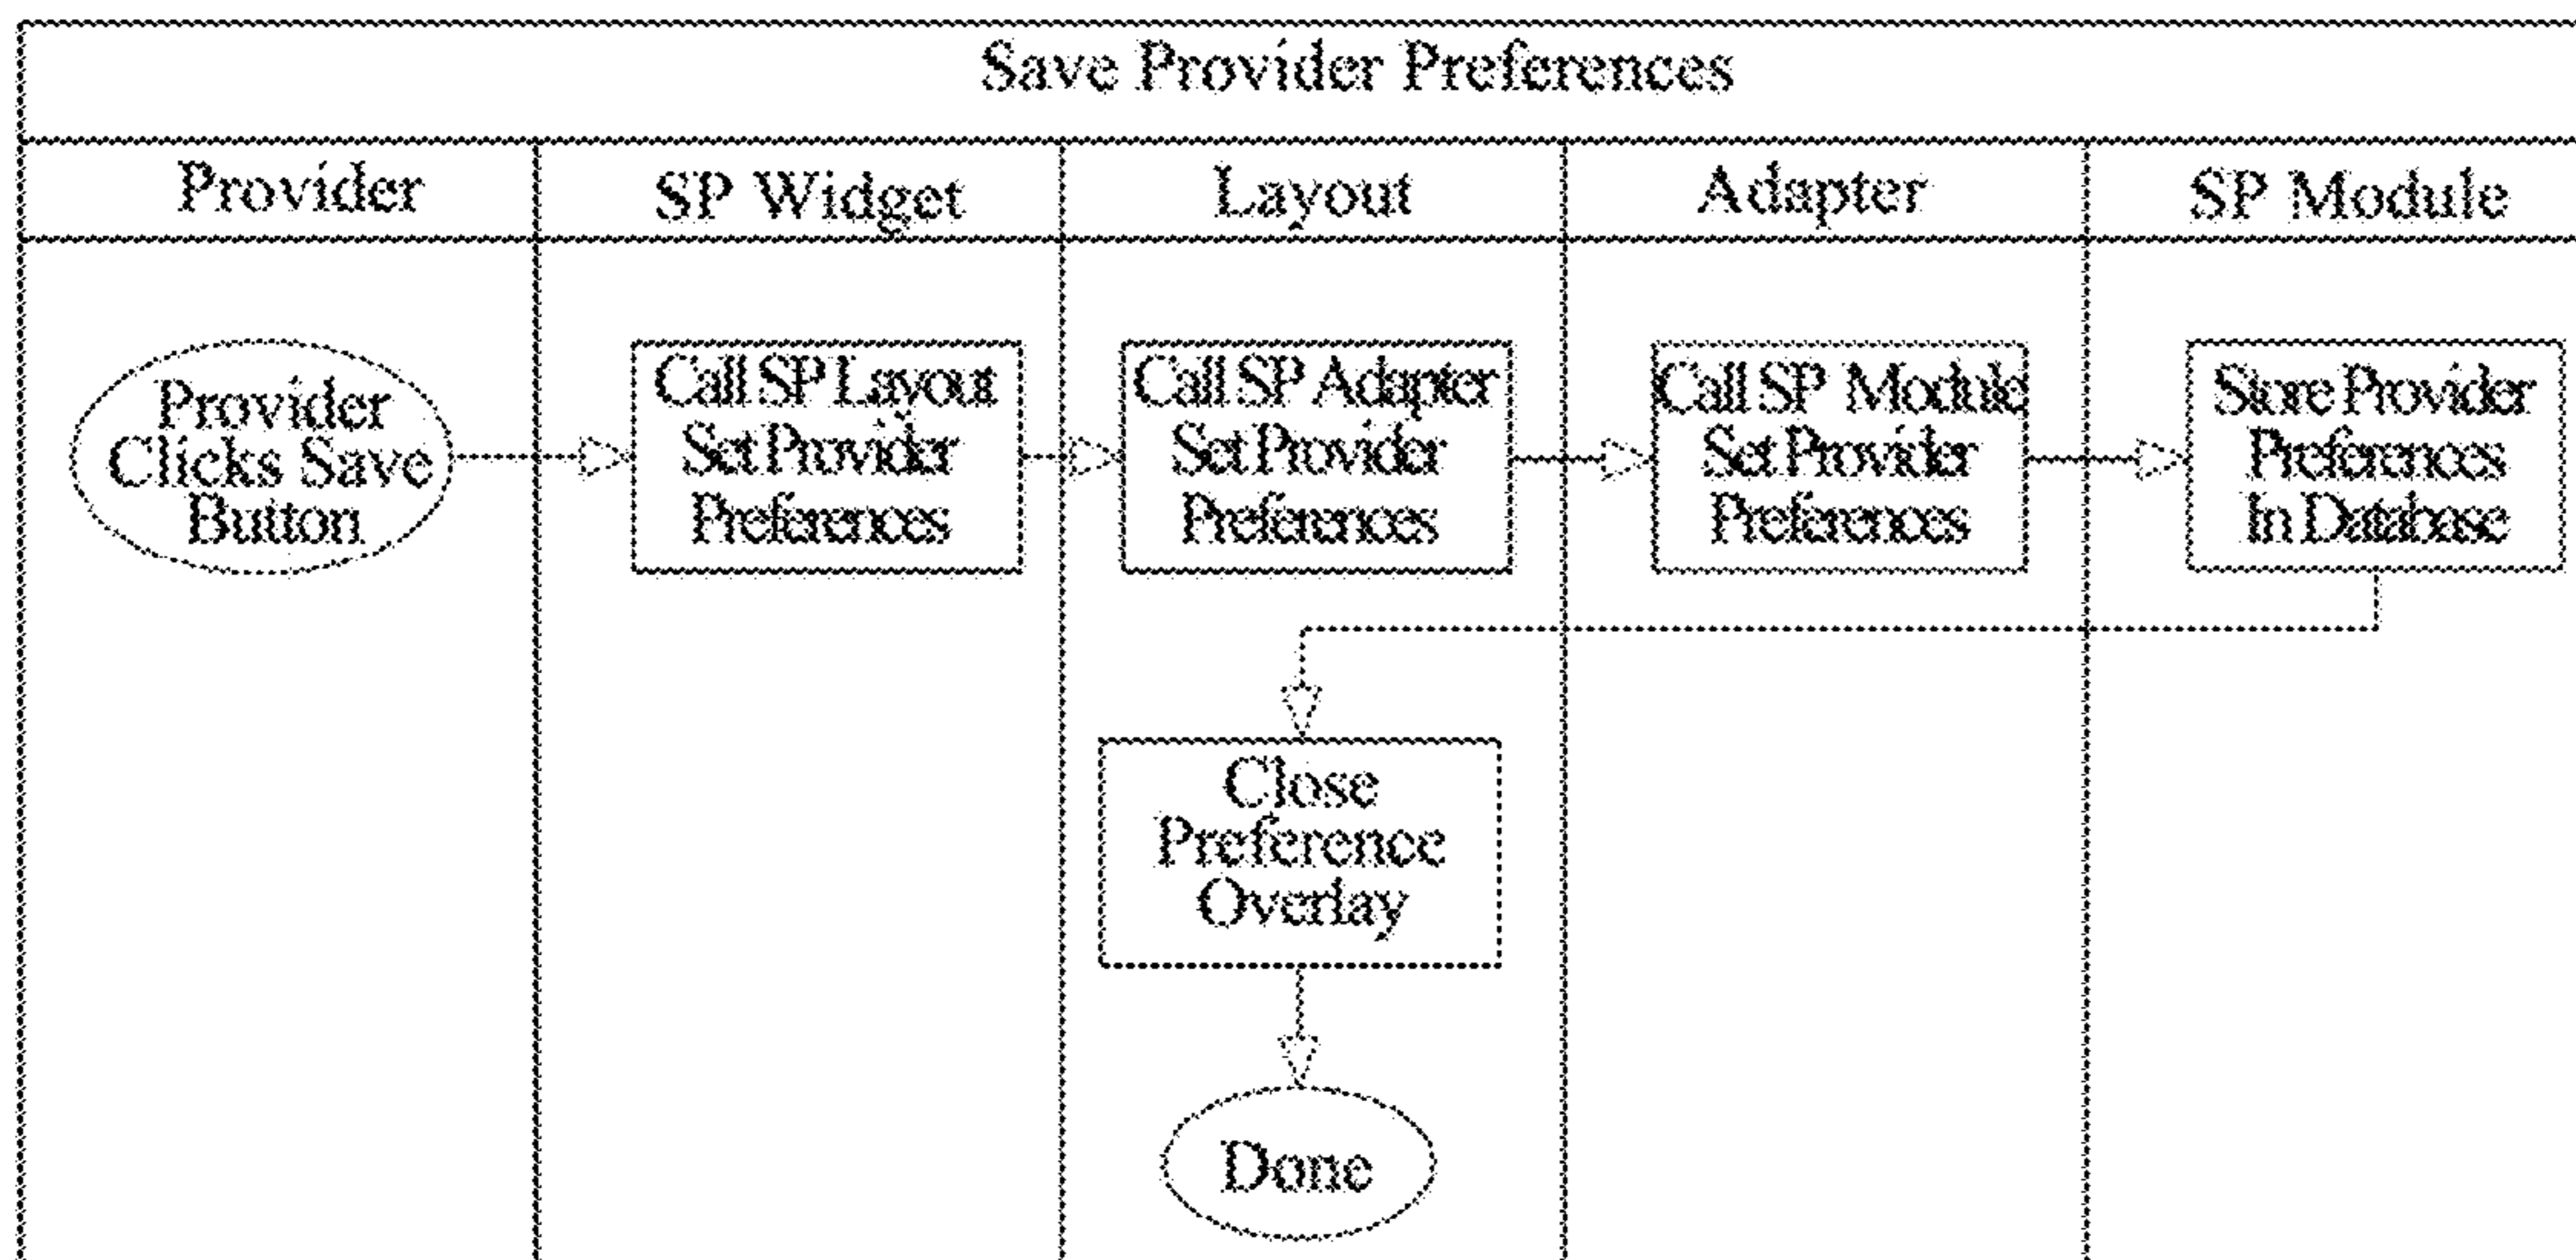 Save Provider Preferences
Provider
SP Widget
Layout
Adapter
SP Module
Provider
Clicks Save
Button
Call SP Layout
Set Provider
Preferences
Call SP Adapter
Set Provider
Preferences
Call SP Module
Set Provider
Preferences
Store Provider
Preferences
In Database
Close
Preference
Overlay
Done